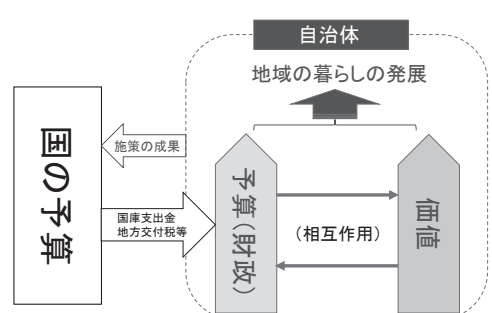 自治体
地域の暮らしの発展
国の予算
施策の成果
国庫支出金
地方交付税等
予算(財政)
(相互作用)
価値